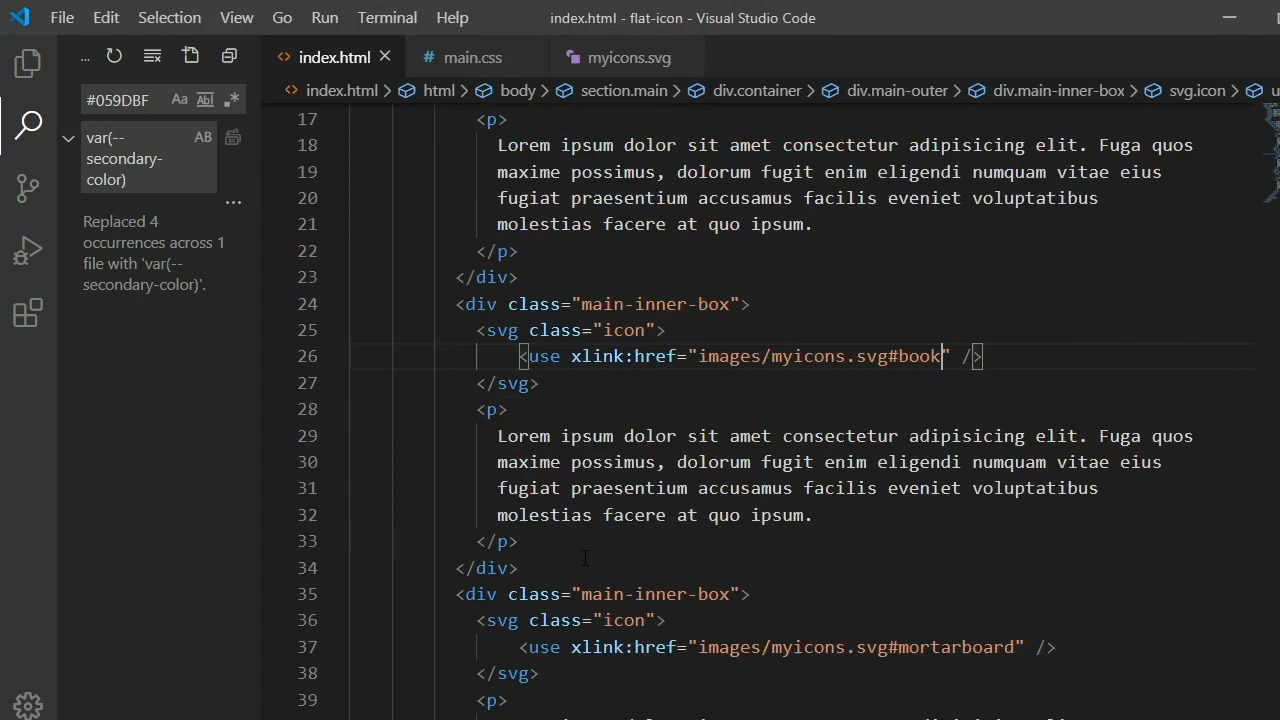 File Edit Selection View Go Run Terminal Help index.html - flat-icon - Visual Studio Code
... index.html main.css myicons.svg
#059DBF Aa Abl .*
var(--
secondary-
color) AB
...
Replaced 4
occurrences across 1
file with 'var(--
secondary-color)'.
index.html > html > body > section.main > div.container > div.main-outer > div.main-inner-box > svg.icon > u
17 <p>
18 Lorem ipsum dolor sit amet consectetur adipisicing elit. Fuga quos
19 maxime possimus, dolorum fugit enim eligendi numquam vitae eius
20 fugiat praesentium accusamus facilis eveniet voluptatibus
21 molestias facere at quo ipsum.
22 </p>
23 </div>
24 <div class="main-inner-box">
25 <svg class="icon">
26 <use xlink:href="images/myicons.svg#book" />
27 </svg>
28 <p>
29 Lorem ipsum dolor sit amet consectetur adipisicing elit. Fuga quos
30 maxime possimus, dolorum fugit enim eligendi numquam vitae eius
31 fugiat praesentium accusamus facilis eveniet voluptatibus
32 molestias facere at quo ipsum.
33 </p>
34 </div>
35 <div class="main-inner-box">
36 <svg class="icon">
37 <use xlink:href="images/myicons.svg#mortarboard" />
38 </svg>
39 <p>